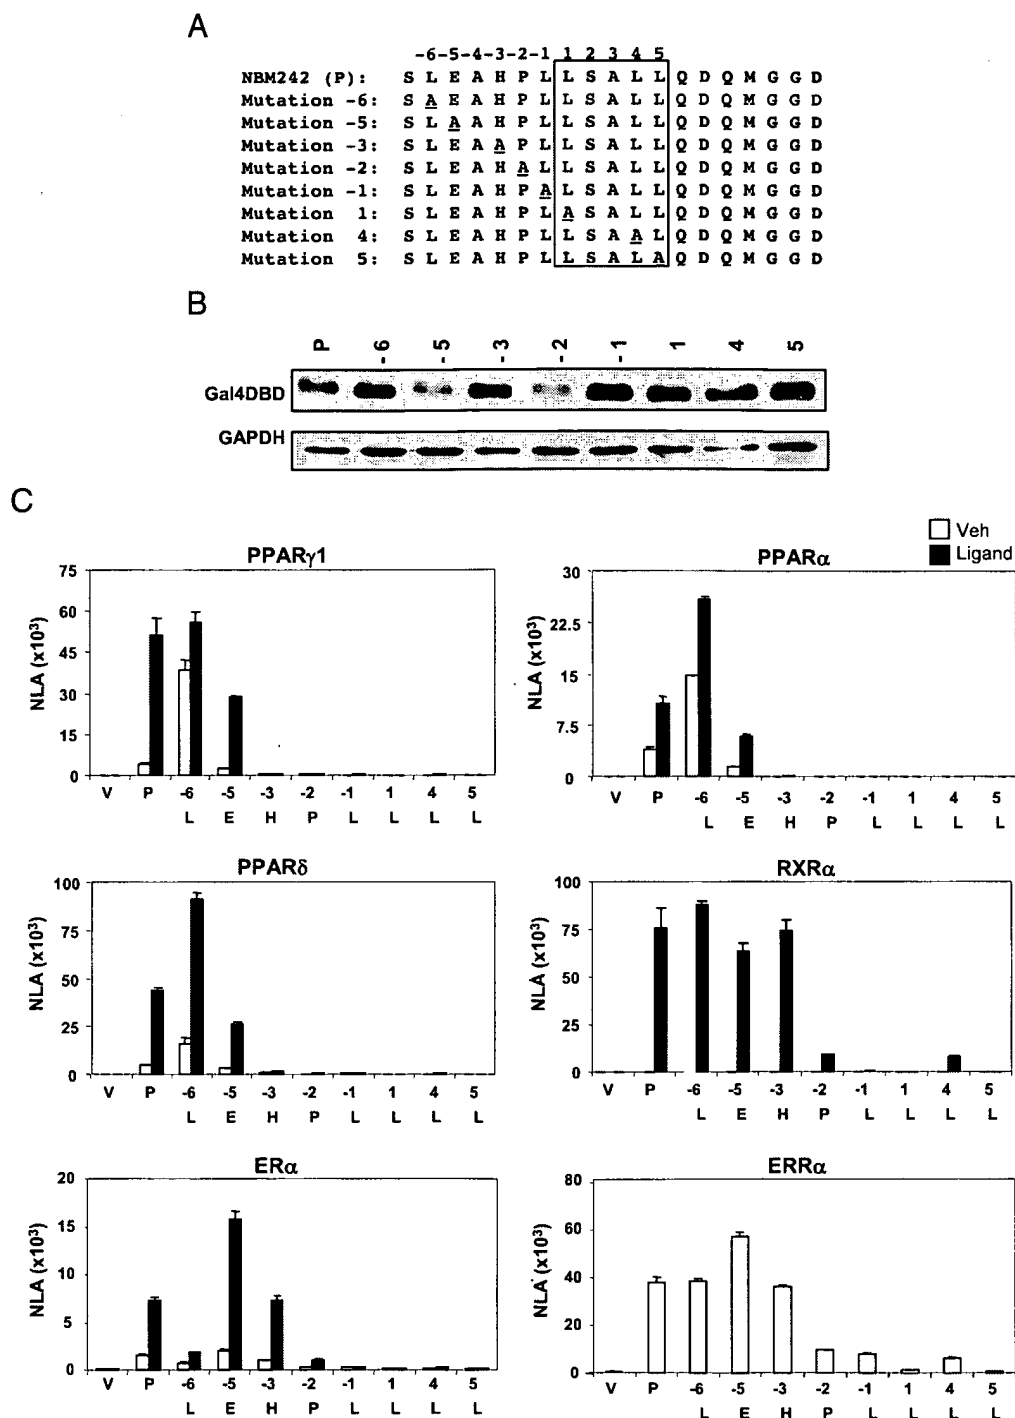 A
-6-5-4-3-2-1 1 2 3 4 5
NBM242 (P): S L E A H P L L S A L L Q D Q M G G D
Mutation -6: S A E A H P L L S A L L Q D Q M G G D
Mutation -5: S L A A H P L L S A L L Q D Q M G G D
Mutation -3: S L E A A P L L S A L L Q D Q M G G D
Mutation -2: S L E A H A L L S A L L Q D Q M G G D
Mutation -1: S L E A H P A L S A L L Q D Q M G G D
Mutation 1: S L E A H P L A S A L L Q D Q M G G D
Mutation 4: S L E A H P L L S A A L Q D Q M G G D
Mutation 5: S L E A H P L L S A L A Q D Q M G G D
B
P -6 -5 -3 -2 -1 1 4 5
Gal4DBD
GAPDH
C
Veh
Ligand
PPARγ1
NLA (x10³)
75
60
45
30
15
0
V P -6 -5 -3 -2 -1 1 4 5
L E H P L L L L
PPARα
NLA (x10³)
30
22.5
15
7.5
0
V P -6 -5 -3 -2 -1 1 4 5
L E H P L L L L
PPARδ
NLA (x10³)
100
75
50
25
0
V P -6 -5 -3 -2 -1 1 4 5
L E H P L L L L
RXRα
NLA (x10³)
100
75
50
25
0
V P -6 -5 -3 -2 -1 1 4 5
L E H P L L L L
ERα
NLA (x10³)
20
15
10
5
0
V P -6 -5 -3 -2 -1 1 4 5
L E H P L L L L
ERRα
NLA (x10³)
80
60
40
20
0
V P -6 -5 -3 -2 -1 1 4 5
L E H P L L L L